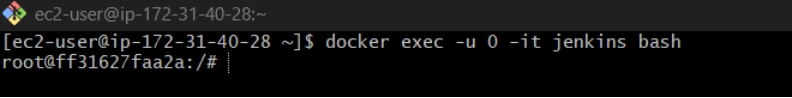 ec2-user@ip-172-31-40-28:~
[ec2-user@ip-172-31-40-28 ~]$ docker exec -u 0 -it jenkins bash
root@ff31627faa2a:/#